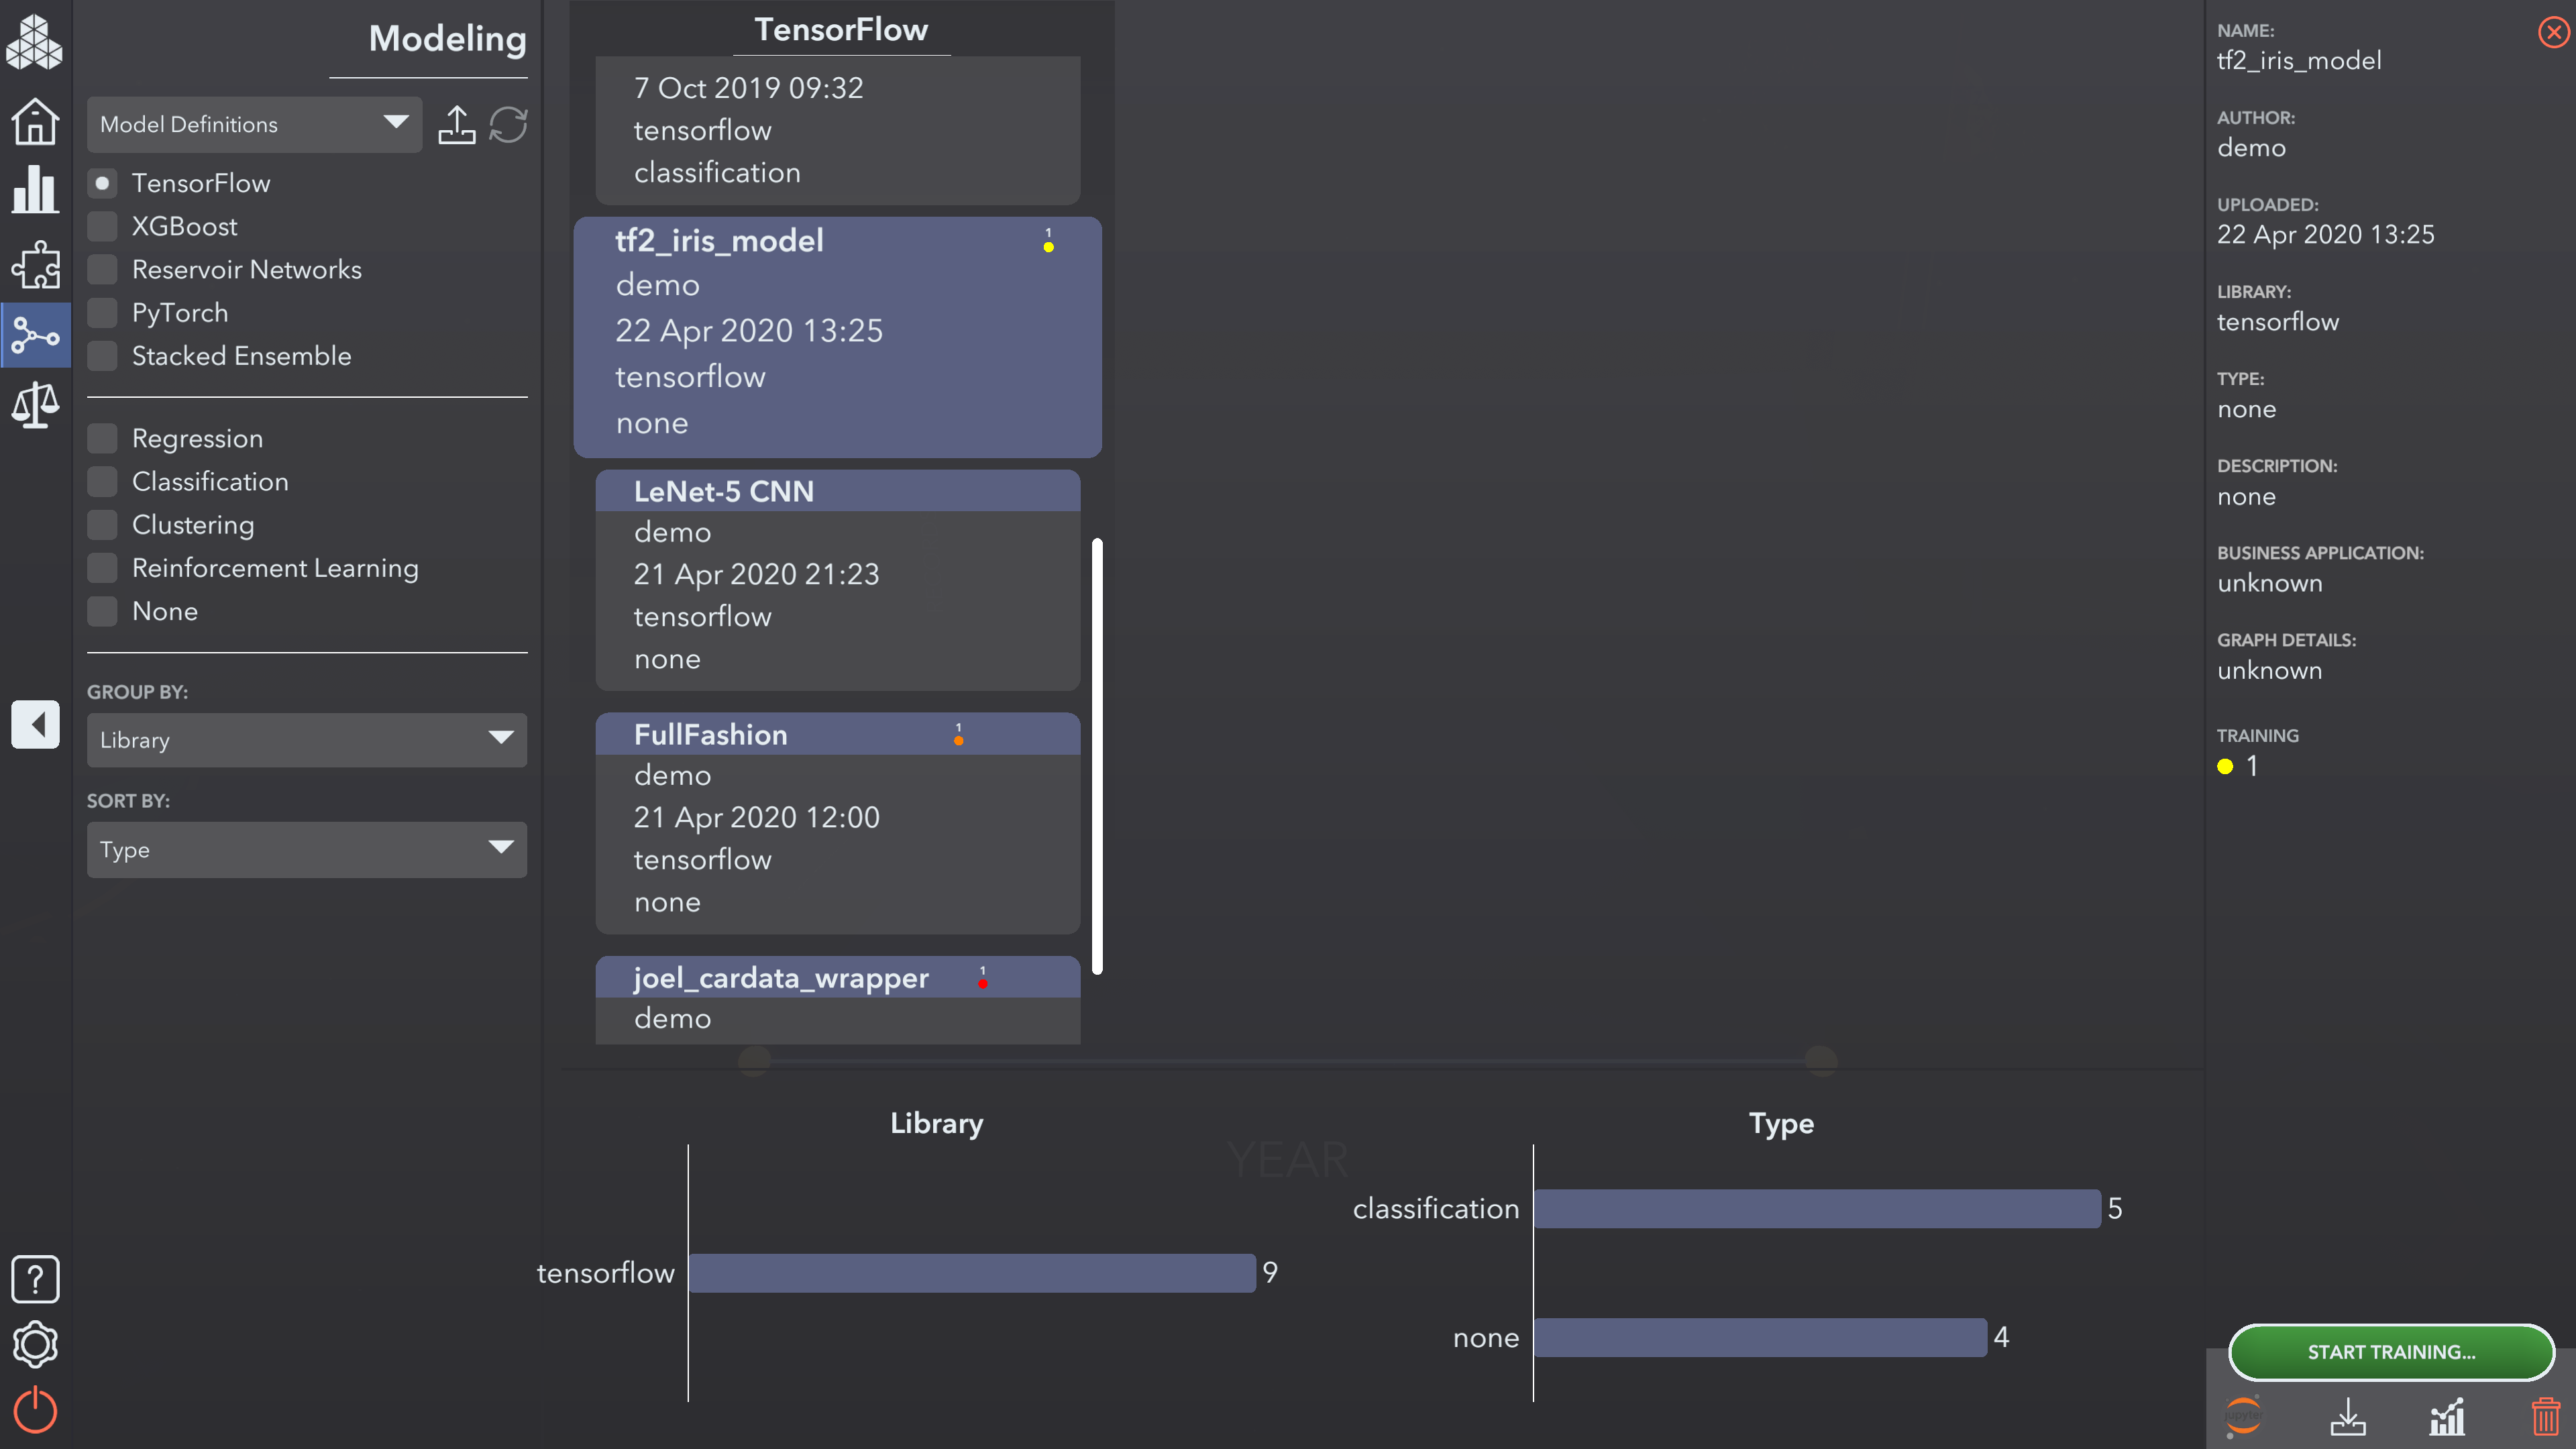 Modeling
Model Definitions
TensorFlow
XGBoost
Reservoir Networks
PyTorch
Stacked Ensemble
Regression
Classification
Clustering
Reinforcement Learning
None
GROUP BY:
Library
SORT BY:
Type
?
TensorFlow
7 Oct 2019 09:32
tensorflow
classification
tf2_iris_model 1
demo
22 Apr 2020 13:25
tensorflow
none
LeNet-5 CNN
demo
21 Apr 2020 21:23
tensorflow
none
FullFashion 1
demo
21 Apr 2020 12:00
tensorflow
none
joel_cardata_wrapper 1
demo
YEAR
Library
tensorflow 9
Type
classification 5
none 4
NAME:
tf2_iris_model
AUTHOR:
demo
UPLOADED:
22 Apr 2020 13:25
LIBRARY:
tensorflow
TYPE:
none
DESCRIPTION:
none
BUSINESS APPLICATION:
unknown
GRAPH DETAILS:
unknown
TRAINING
1
START TRAINING...
jupyter